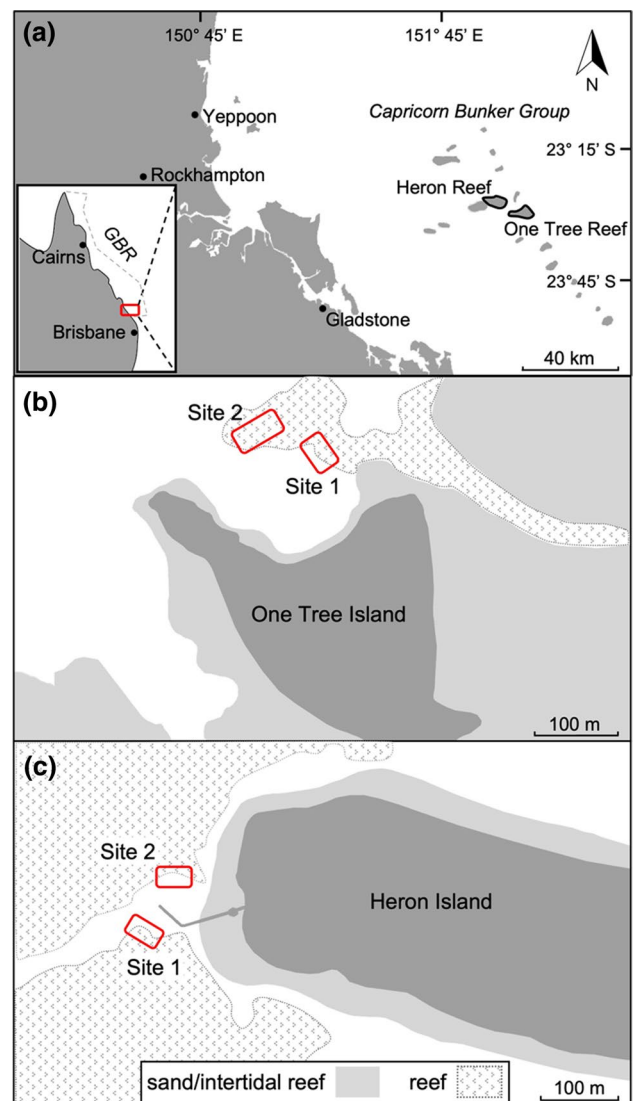 (a)
150° 45' E
151° 45' E
N
Capricorn Bunker Group
Yeppoon
23° 15' S
Rockhampton
Heron Reef
One Tree Reef
GBR
Cairns
23° 45' S
Gladstone
Brisbane
40 km
(b)
Site 2
Site 1
One Tree Island
100 m
(c)
Site 2
Heron Island
Site 1
sand/intertidal reef
reef
100 m